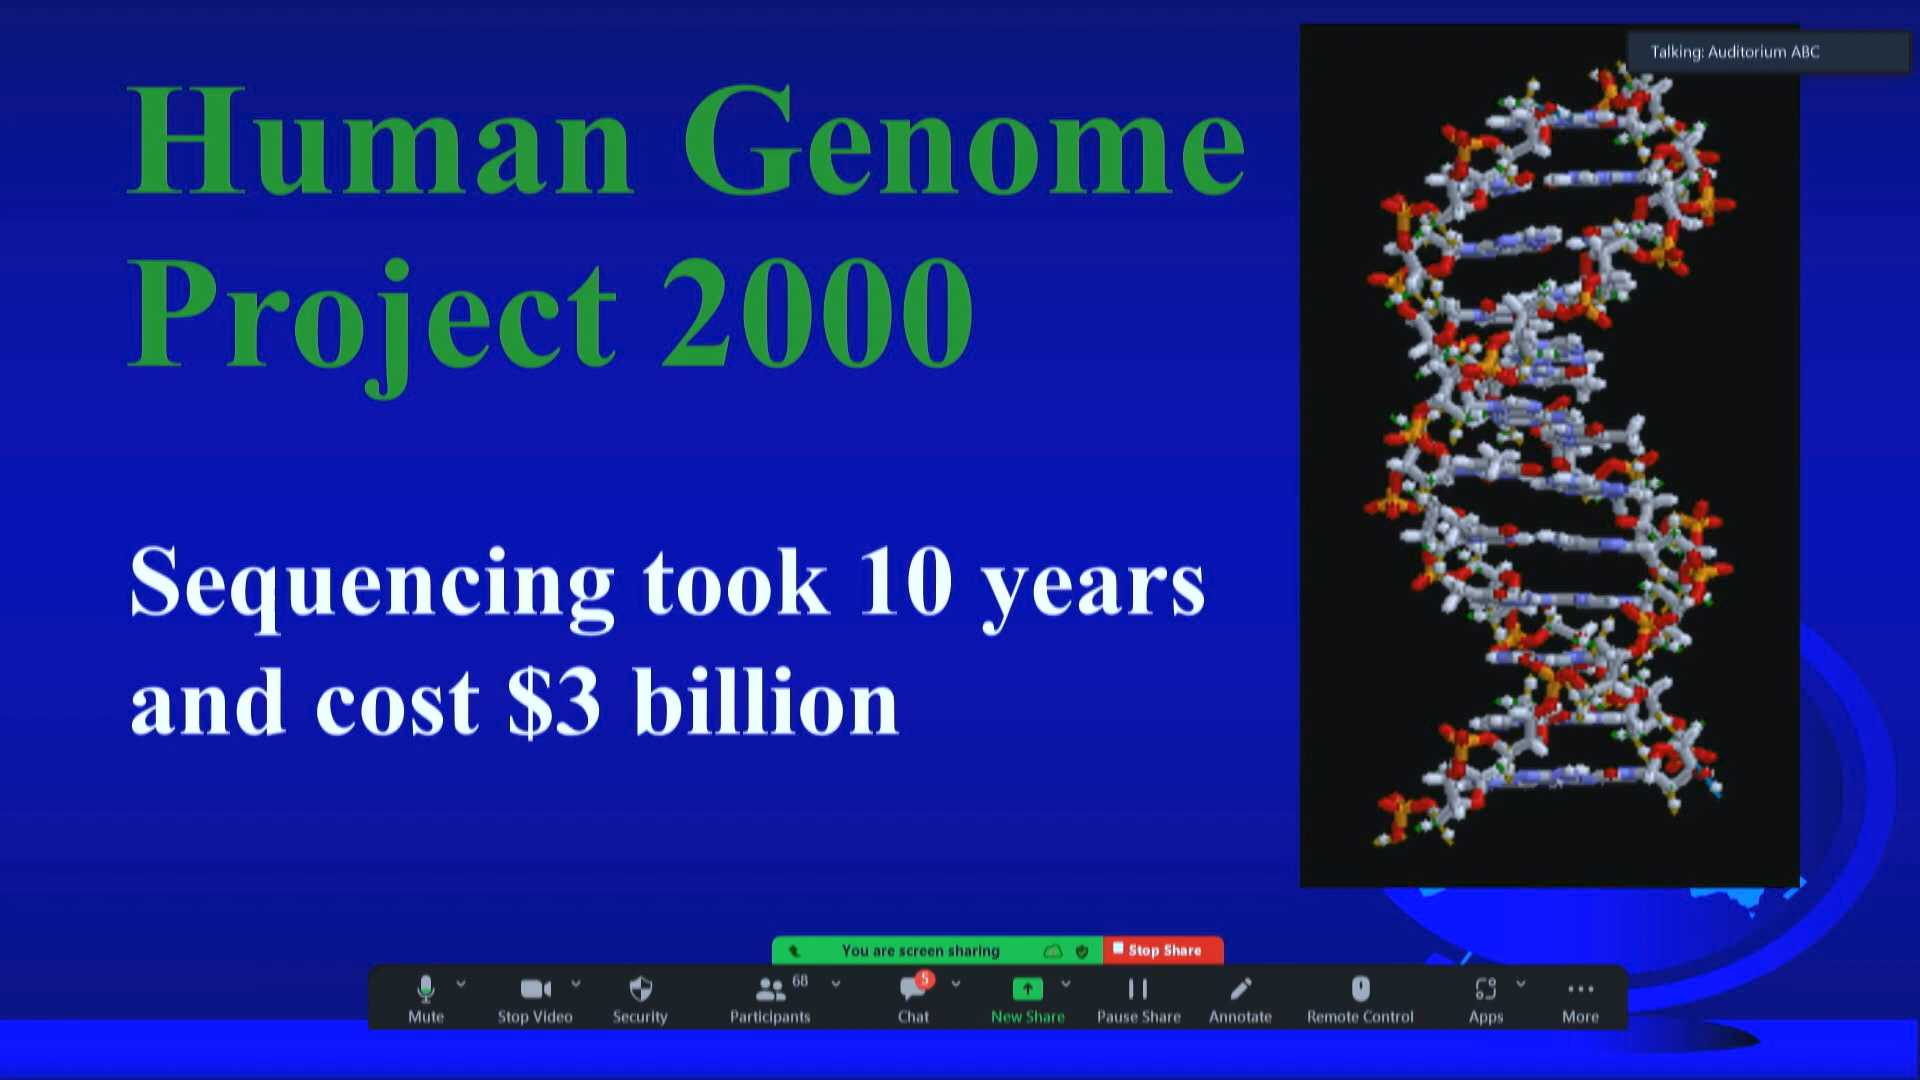 Talking: Auditorium ABC
Human Genome
Project 2000
Sequencing took 10 years
and cost $3 billion
You are screen sharing
Stop Share
68
5
Mute
Stop Video
Security
Participants
Chat
New Share
Pause Share
Annotate
Remote Control
Apps
More